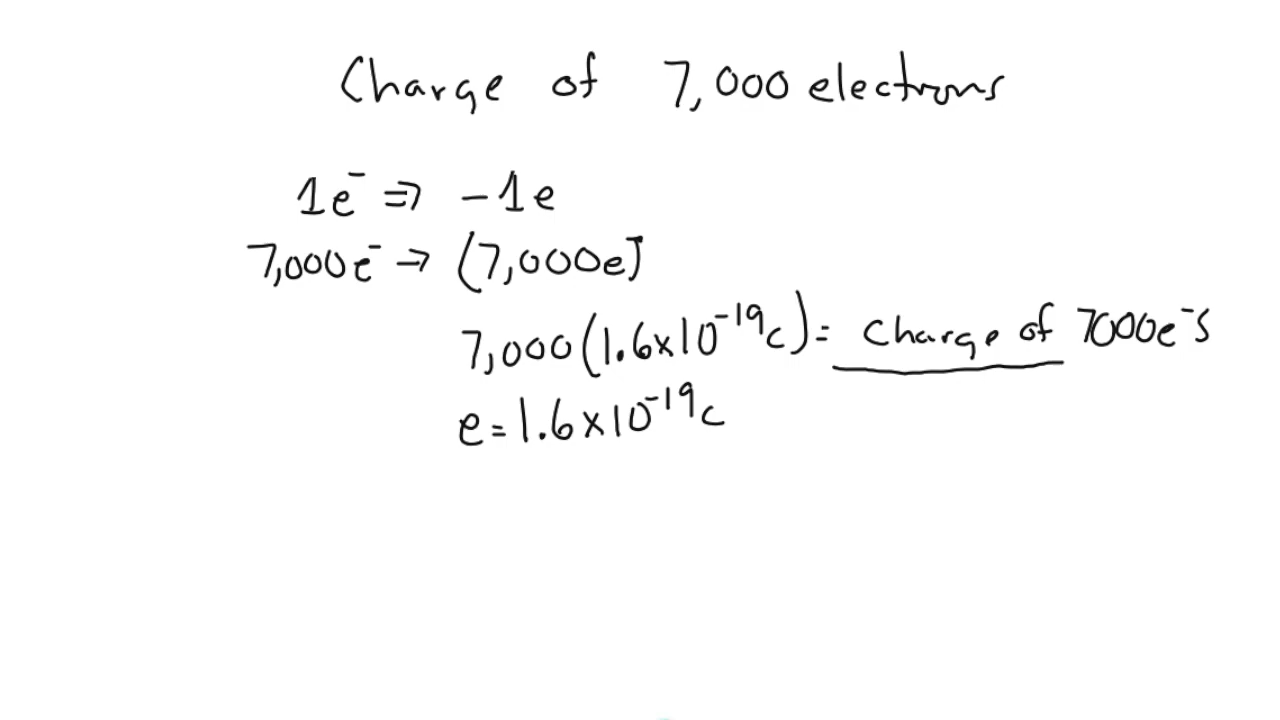 Charge of 7,000 electrons
1e⁻ ⇒ -1e
7,000e⁻ → (7,000e)
7,000(1.6x10⁻¹⁹c)= charge of 7000e⁻s
e=1.6x10⁻¹⁹c